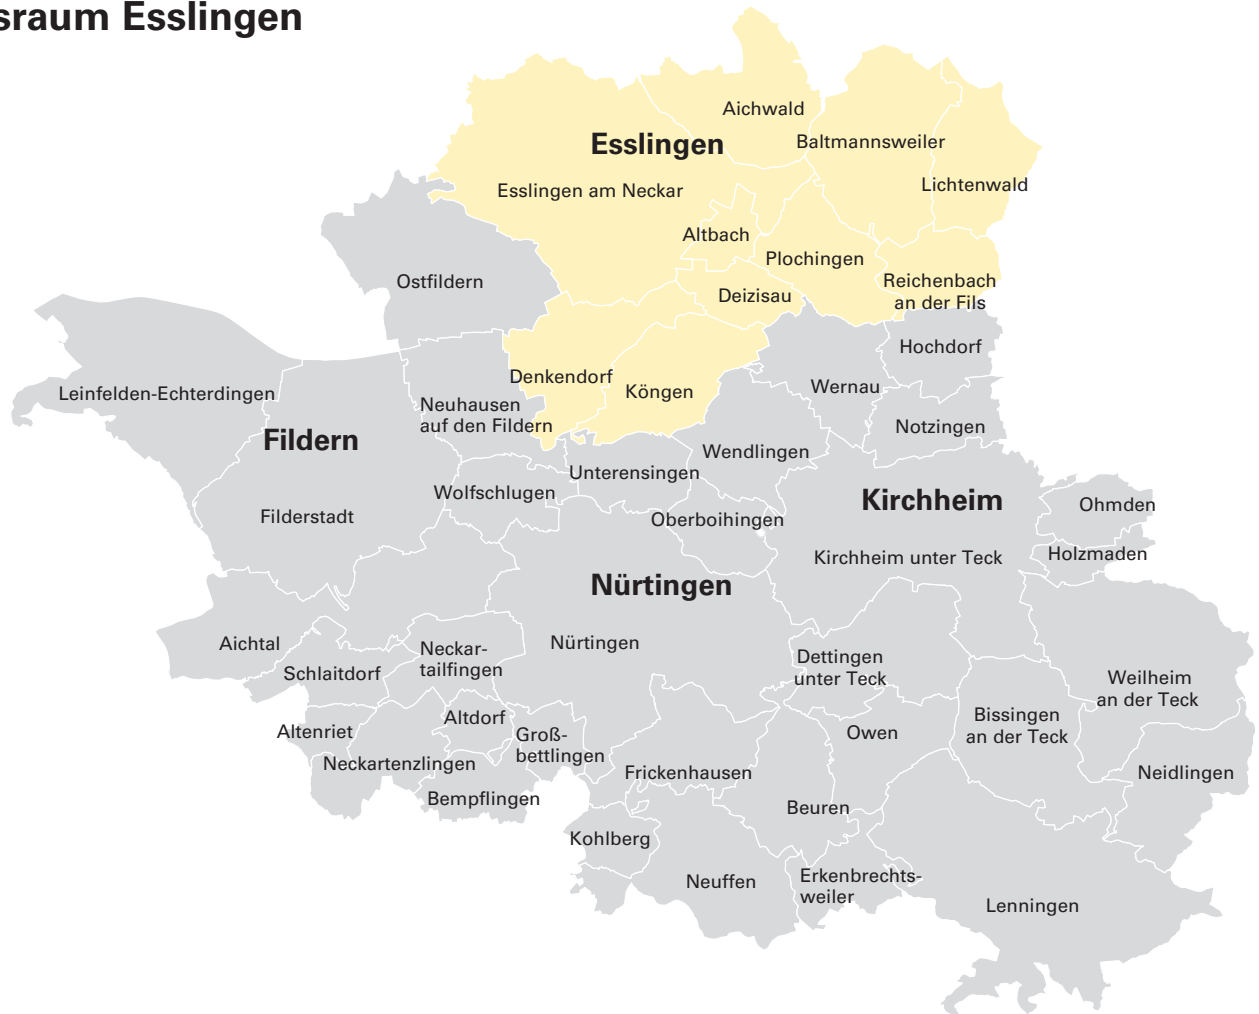 sraum Esslingen
Aichwald
Esslingen
Baltmannsweiler
Lichtenwald
Esslingen am Neckar
Altbach
Plochingen
Ostfildern
Reichenbach
an der Fils
Deizisau
Hochdorf
Denkendorf
Köngen
Wernau
Leinfelden-Echterdingen
Neuhausen
auf den Fildern
Notzingen
Fildern
Wendlingen
Unterensingen
Wolfschlugen
Kirchheim
Ohmden
Filderstadt
Oberboihingen
Holzmaden
Kirchheim unter Teck
Nürtingen
Aichtal
Nürtingen
Neckar-
tailfingen
Dettingen
unter Teck
Schlaitdorf
Weilheim
an der Teck
Altdorf
Bissingen
an der Teck
Altenriet
Groß-
bettlingen
Owen
Neckartenzlingen
Frickenhausen
Neidlingen
Bempflingen
Beuren
Kohlberg
Neuffen
Erkenbrechts-
weiler
Lenningen